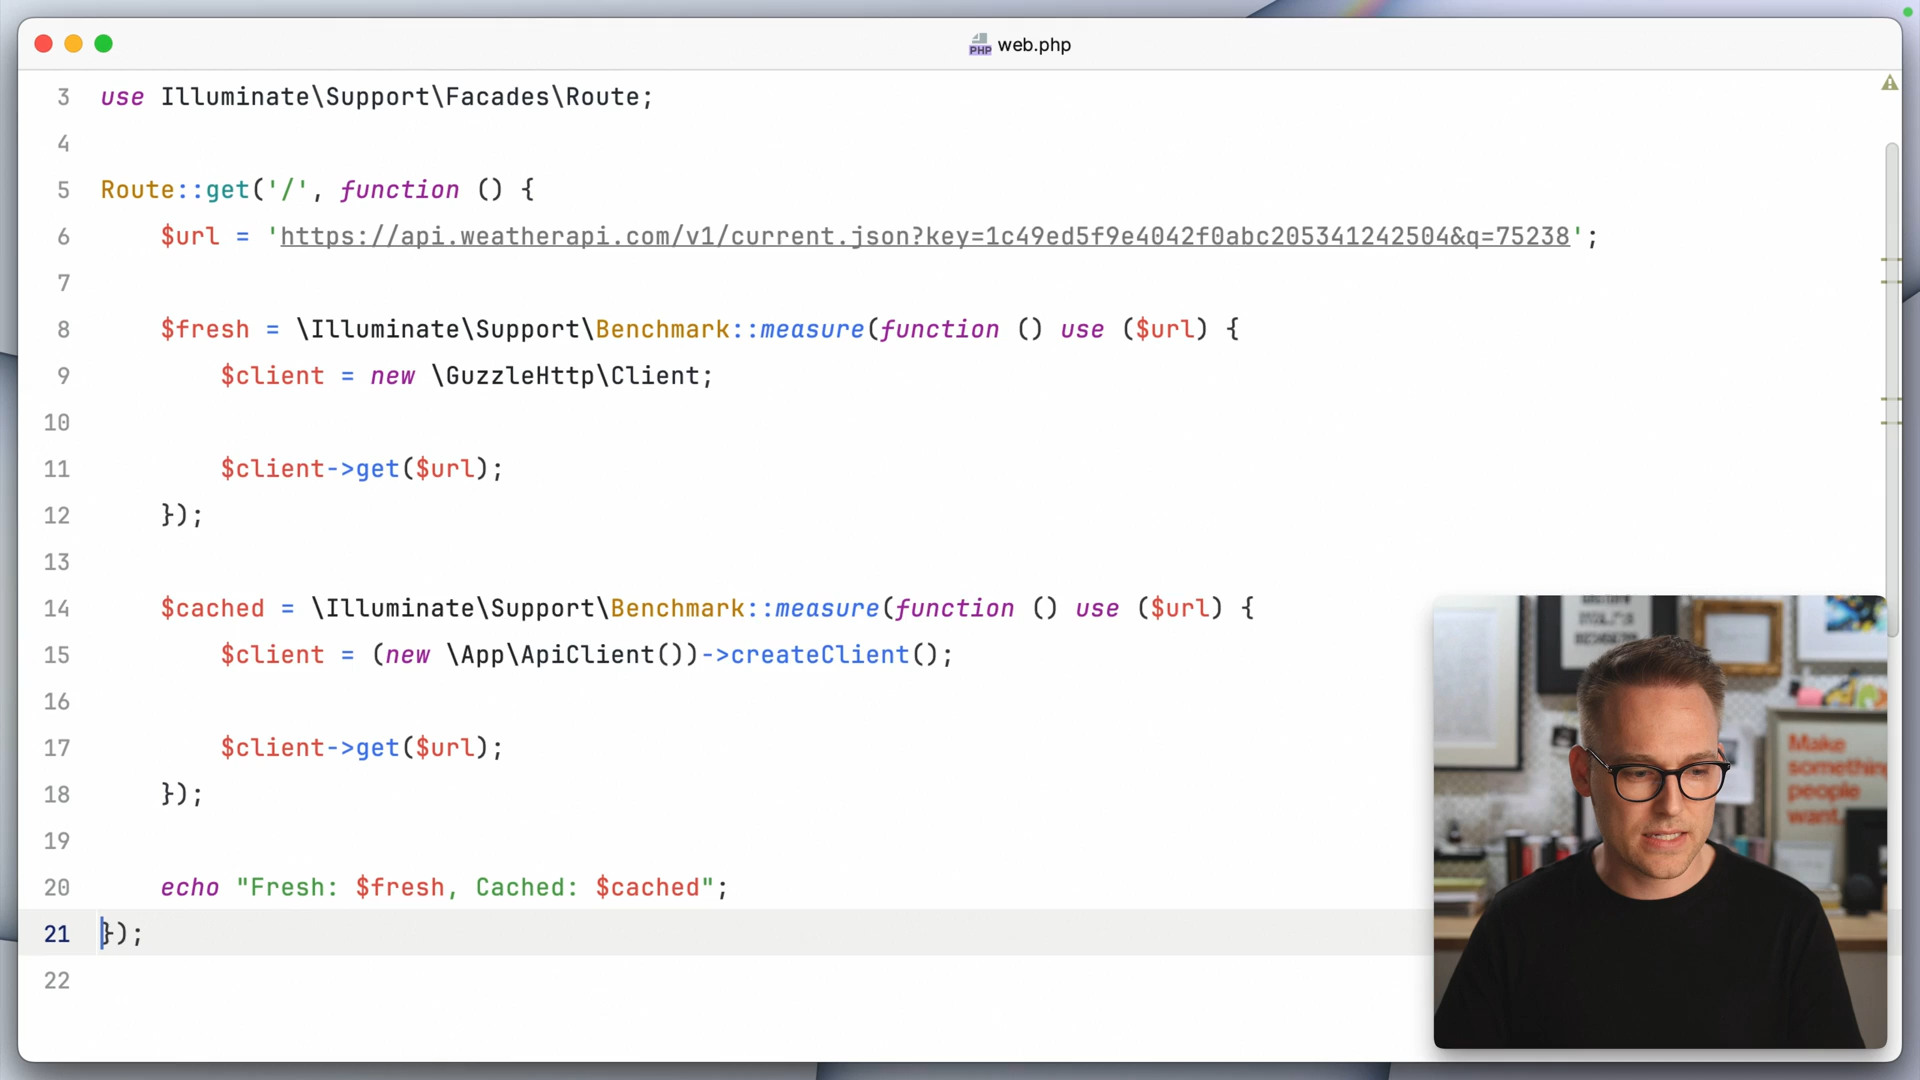 web.php
3 use Illuminate\Support\Facades\Route;
4
5 Route::get('/', function () {
6 $url = 'https://api.weatherapi.com/v1/current.json?key=1c49ed5f9e4042f0abc205341242504&q=75238';
7
8 $fresh = \Illuminate\Support\Benchmark::measure(function () use ($url) {
9 $client = new \GuzzleHttp\Client;
10
11 $client->get($url);
12 });
13
14 $cached = \Illuminate\Support\Benchmark::measure(function () use ($url) {
15 $client = (new \App\ApiClient())->createClient();
16
17 $client->get($url);
18 });
19
20 echo "Fresh: $fresh, Cached: $cached";
21 });
22
Make
something
people
want.